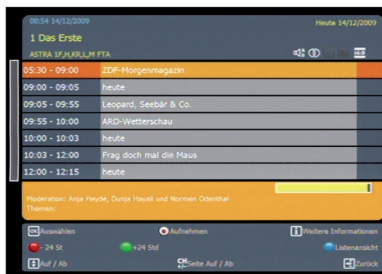 00:54 14/12/2009 Heute 14/12/2009
1 Das Erste
ASTRA 1F,H,KR,L,M FTA
05:30 - 09:00 ZDF-Morgenmagazin
09:00 - 09:05 heute
09:05 - 09:55 Leopard, Seebär & Co.
09:55 - 10:00 ARD-Wetterschau
10:00 - 10:03 heute
10:03 - 12:00 Frag doch mal die Maus
12:00 - 12:15 heute
Moderation: Anja Heyde, Dunja Hayali und Normen Odenthal
Themen:
OK Auswählen Aufnehmen i Weitere Informationen
- 24 St +24 Std Listenansicht
Auf / Ab CH Seite Auf / Ab Zurück